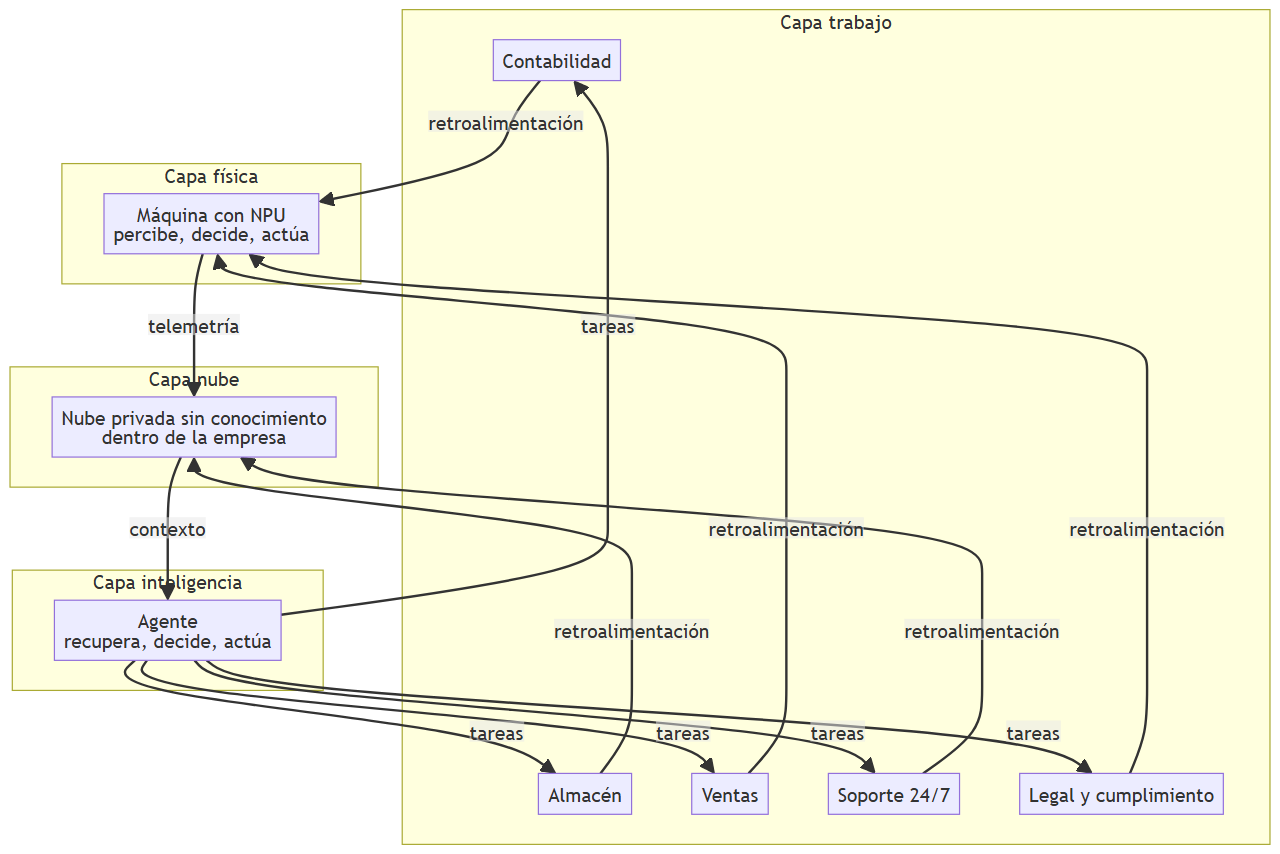 Capa trabajo
Contabilidad
retroalimentación
Capa física
Máquina con NPU
percibe, decide, actúa
telemetría
tareas
Capa nube
Nube privada sin conocimiento
dentro de la empresa
contexto
retroalimentación
retroalimentación
Capa inteligencia
Agente
recupera, decide, actúa
retroalimentación
retroalimentación
tareas
tareas
tareas
tareas
Almacén
Ventas
Soporte 24/7
Legal y cumplimiento